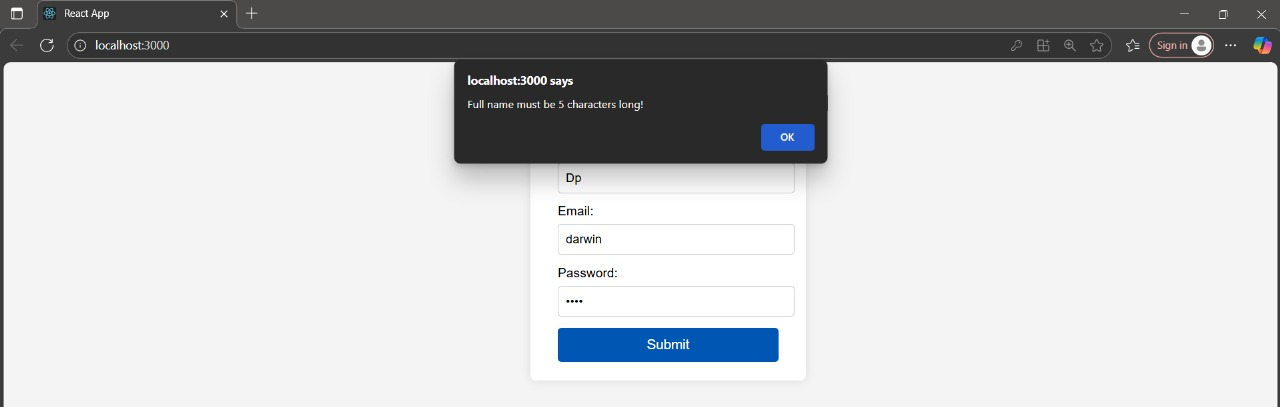 React App
localhost:3000
Sign in
localhost:3000 says
Full name must be 5 characters long!
OK
Dp
Email:
darwin
Password:
••••
Submit